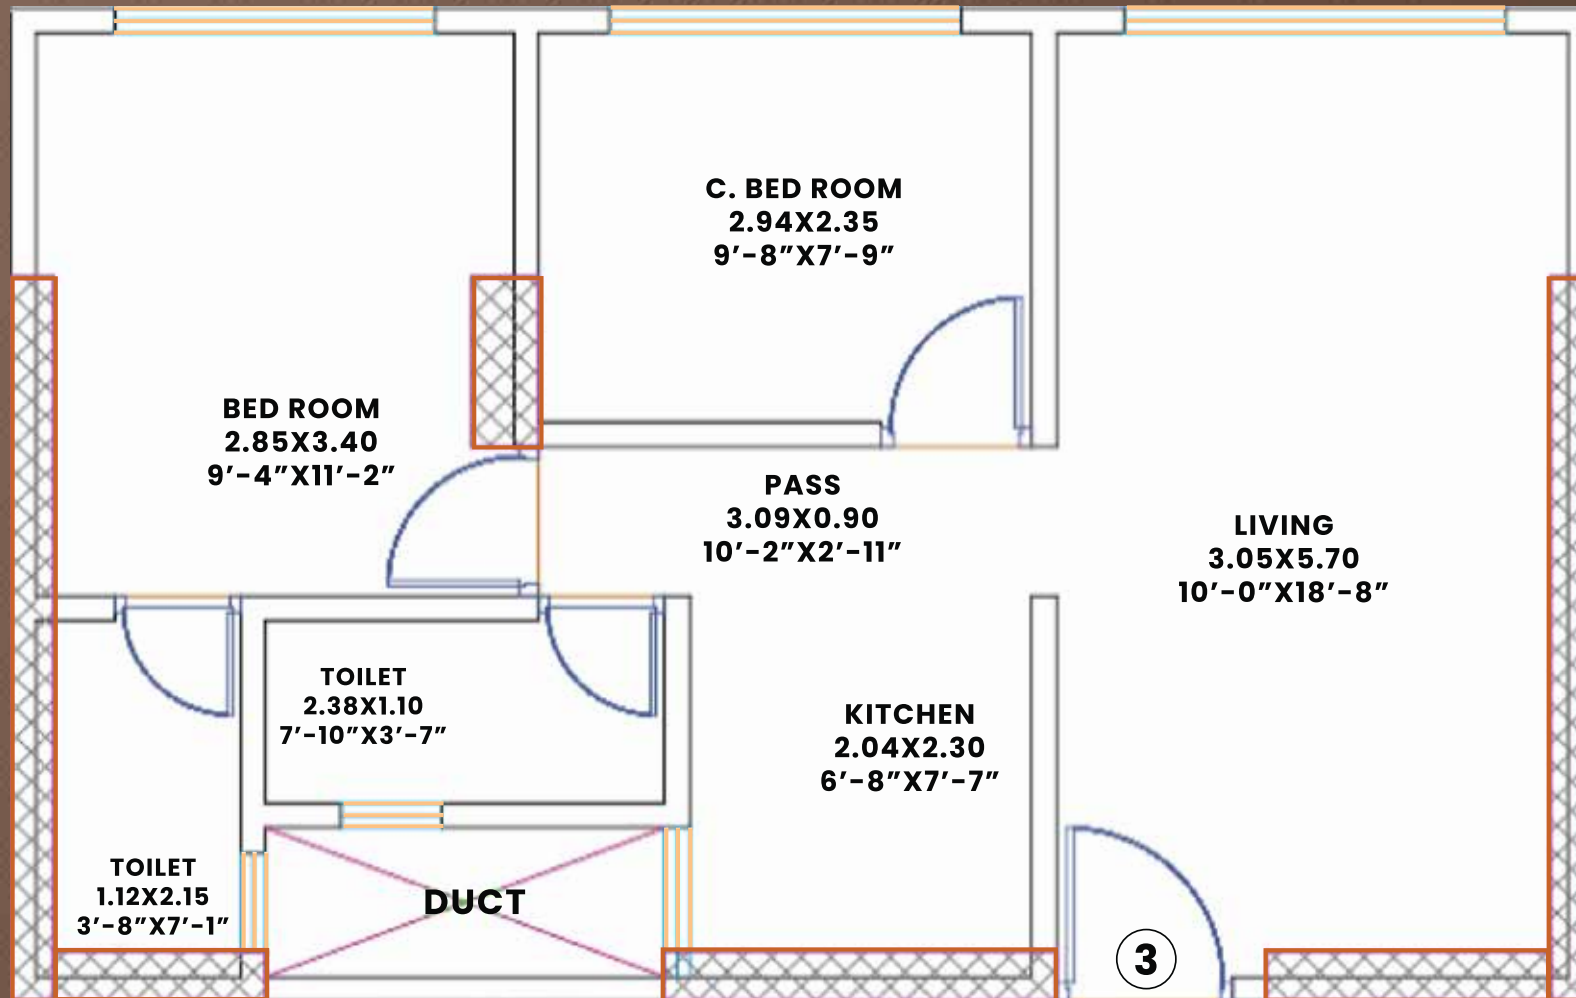 C. BED ROOM
2.94X2.35
9’-8”X7’-9”
BED ROOM
2.85X3.40
9’-4”X11’-2”
PASS
3.09X0.90
10’-2”X2’-11”
LIVING
3.05X5.70
10’-0”X18’-8”
TOILET
2.38X1.10
7’-10”X3’-7”
KITCHEN
2.04X2.30
6’-8”X7’-7”
TOILET
1.12X2.15
3’-8”X7’-1”
DUCT
3